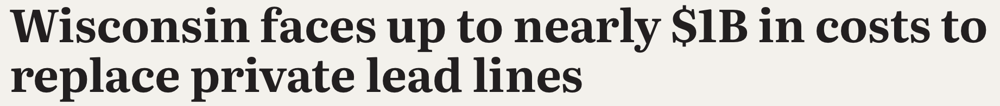 Wisconsin faces up to nearly $1B in costs to
replace private lead lines